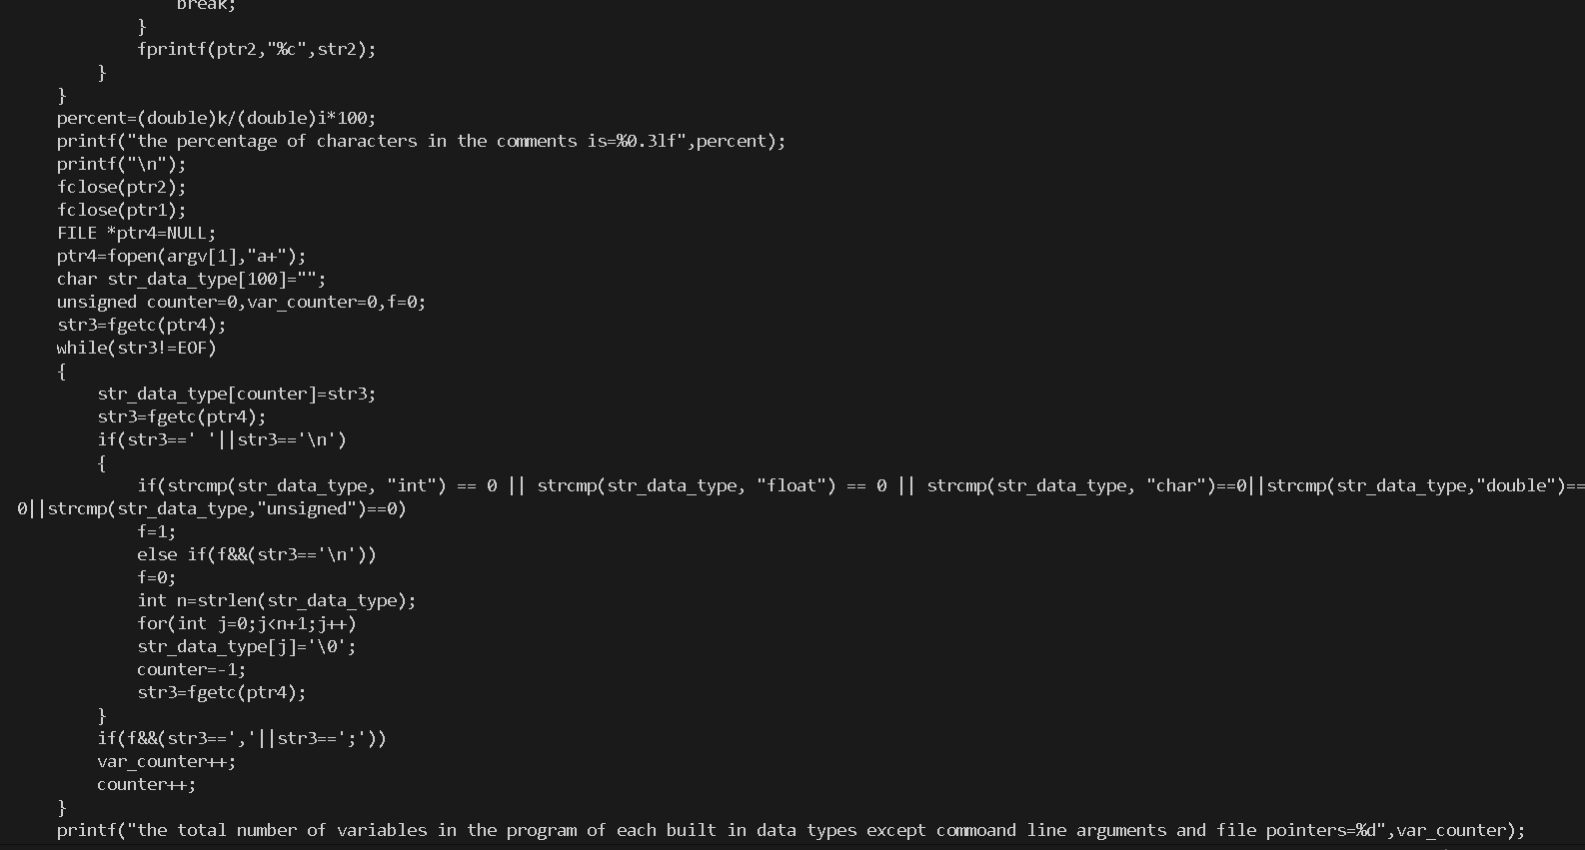 break;
}
fprintf(ptr2,"%c",str2);
}
}
percent=(double)k/(double)i*100;
printf("the percentage of characters in the comments is=%0.3lf",percent);
printf("\n");
fclose(ptr2);
fclose(ptr1);
FILE *ptr4=NULL;
ptr4=fopen(argv[1],"a+");
char str_data_type[100]="";
unsigned counter=0,var_counter=0,f=0;
str3=fgetc(ptr4);
while(str3!=EOF)
{
str_data_type[counter]=str3;
str3=fgetc(ptr4);
if(str3==' '||str3=='\n')
{
if(strcmp(str_data_type, "int") == 0 || strcmp(str_data_type, "float") == 0 || strcmp(str_data_type, "char")==0||strcmp(str_data_type,"double")==
0||strcmp(str_data_type,"unsigned")==0)
f=1;
else if(f&&(str3=='\n'))
f=0;
int n=strlen(str_data_type);
for(int j=0;j<n+1;j++)
str_data_type[j]='\0';
counter=-1;
str3=fgetc(ptr4);
}
if(f&&(str3==','||str3==';'))
var_counter++;
counter++;
}
printf("the total number of variables in the program of each built in data types except commoand line arguments and file pointers=%d",var_counter);